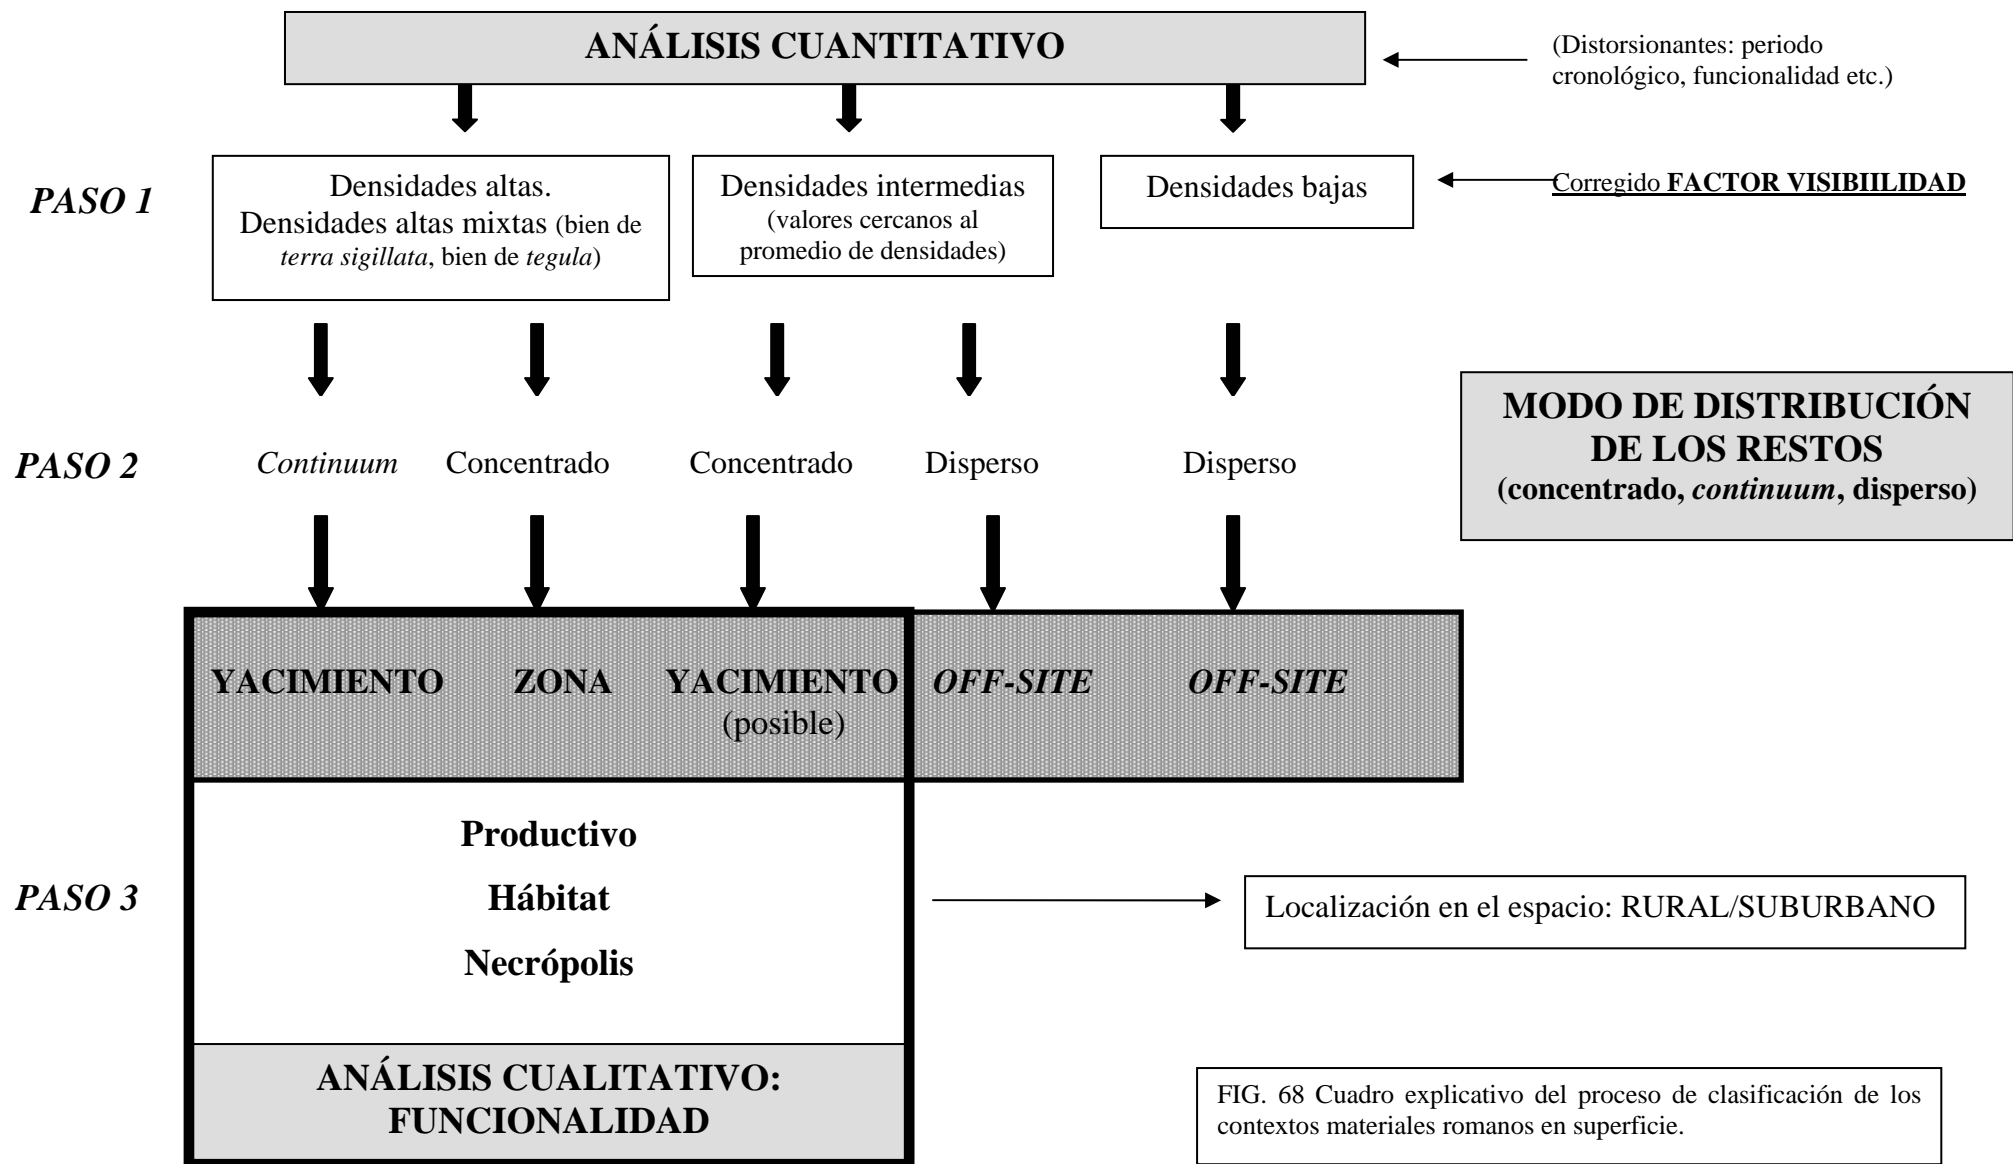 ANÁLISIS CUANTITATIVO
(Distorsionantes: periodo
cronológico, funcionalidad etc.)
PASO 1
Densidades altas.
Densidades altas mixtas (bien de
terra sigillata, bien de tegula)
Densidades intermedias
(valores cercanos al
promedio de densidades)
Densidades bajas
Corregido FACTOR VISIBIILIDAD
MODO DE DISTRIBUCIÓN
DE LOS RESTOS
(concentrado, continuum, disperso)
PASO 2
Continuum
Concentrado
Concentrado
Disperso
Disperso
YACIMIENTO
ZONA
YACIMIENTO
(posible)
OFF-SITE
OFF-SITE
PASO 3
Productivo
Hábitat
Necrópolis
Localización en el espacio: RURAL/SUBURBANO
ANÁLISIS CUALITATIVO:
FUNCIONALIDAD
FIG. 68 Cuadro explicativo del proceso de clasificación de los
contextos materiales romanos en superficie.